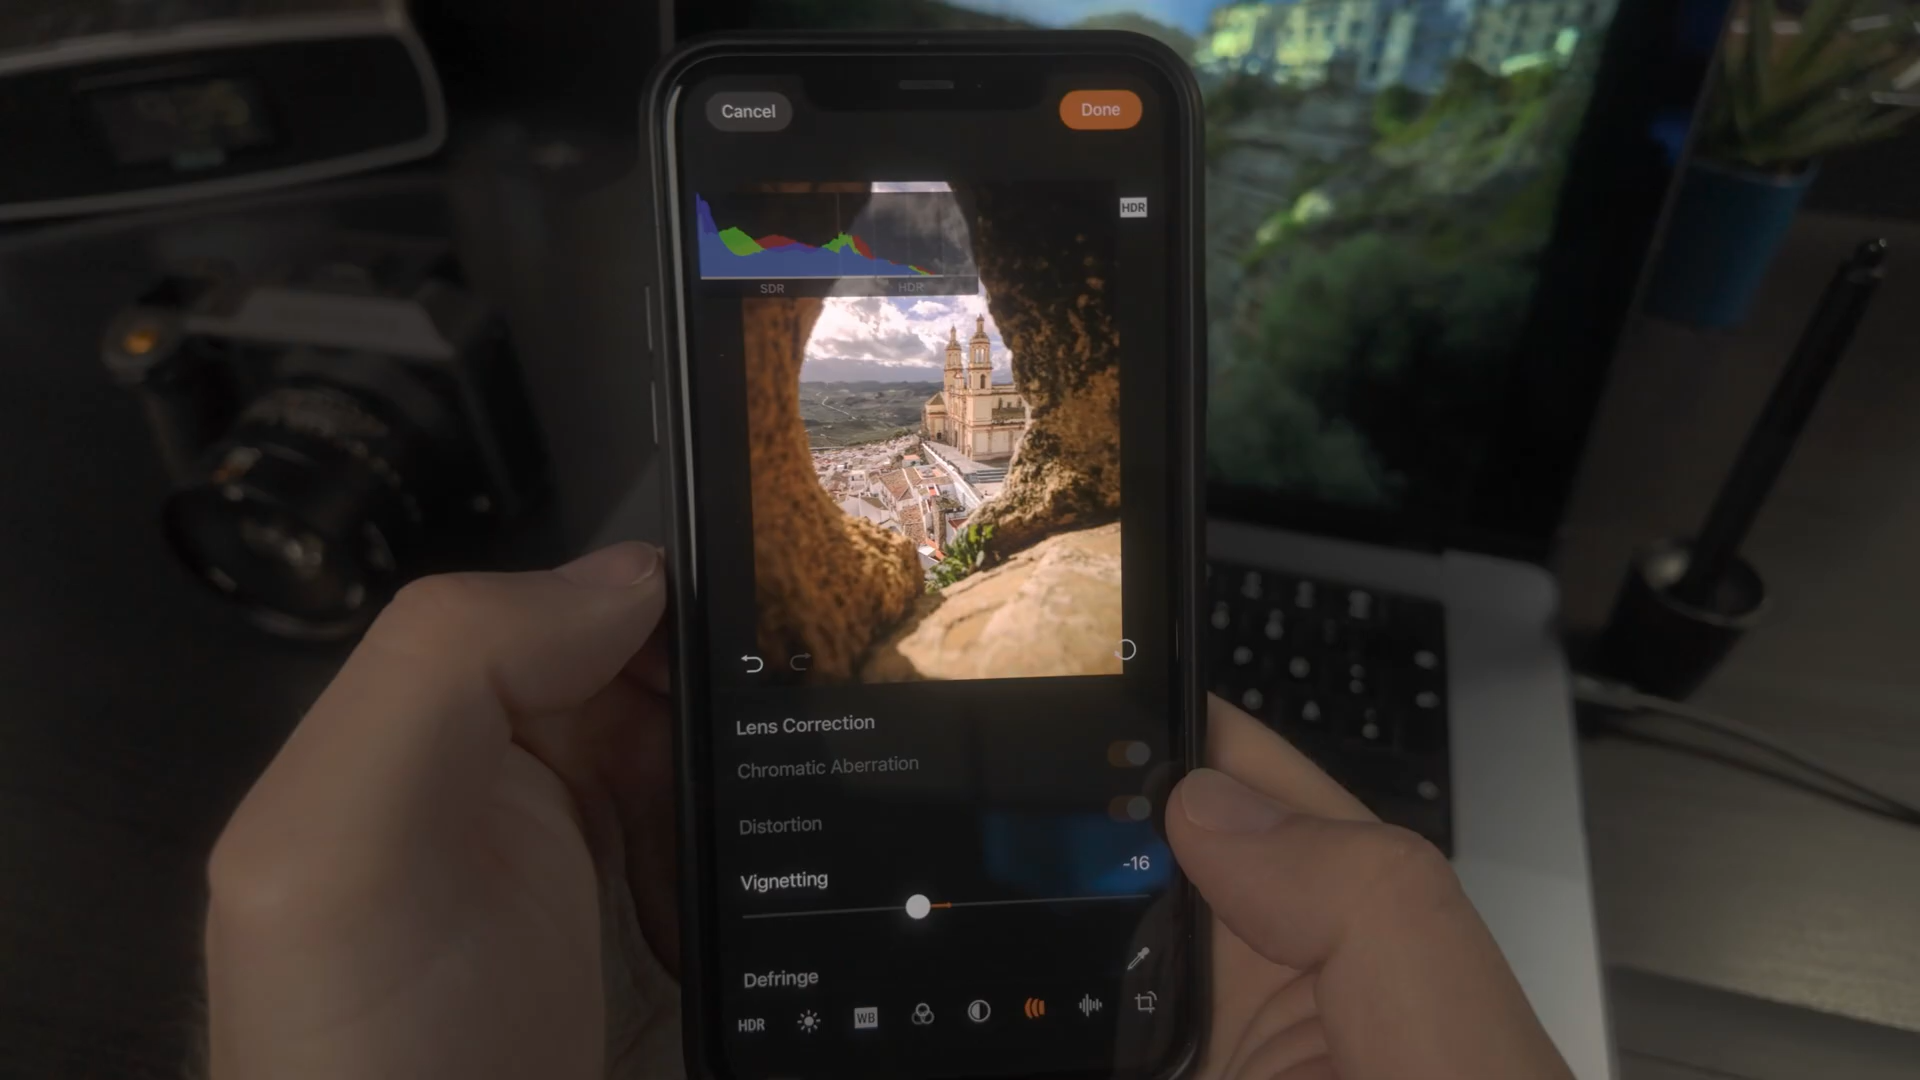 Cancel
Done
HDR
SDR
HDR
Lens Correction
Chromatic Aberration
Distortion
-16
Vignetting
Defringe
HDR
WB